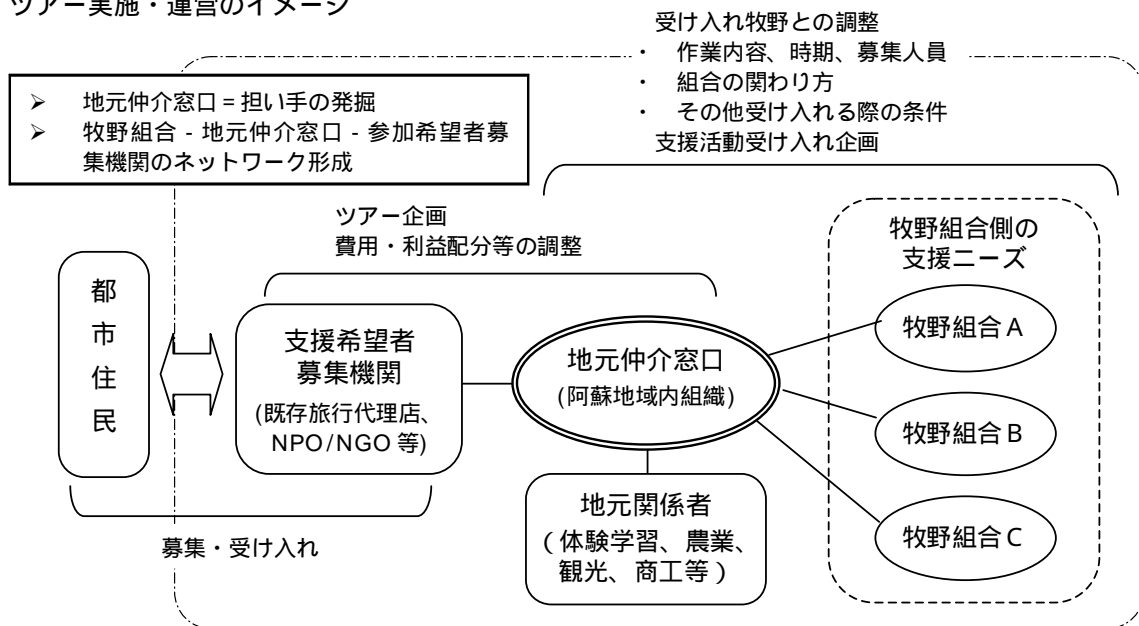 ツアー実施・運営のイメージ
受け入れ牧野との調整
・ 作業内容、時期、募集人員
・ 組合の関わり方
・ その他受け入れる際の条件
支援活動受け入れ企画
➢ 地元仲介窓口=担い手の発掘
➢ 牧野組合-地元仲介窓口-参加希望者募
集機関のネットワーク形成
ツアー企画
費用・利益配分等の調整
牧野組合側の
支援ニーズ
都
市
住
民
支援希望者
募集機関
(既存旅行代理店、
NPO/NGO 等)
地元仲介窓口
(阿蘇地域内組織)
牧野組合A
牧野組合B
牧野組合C
地元関係者
(体験学習、農業、
観光、商工等)
募集・受け入れ